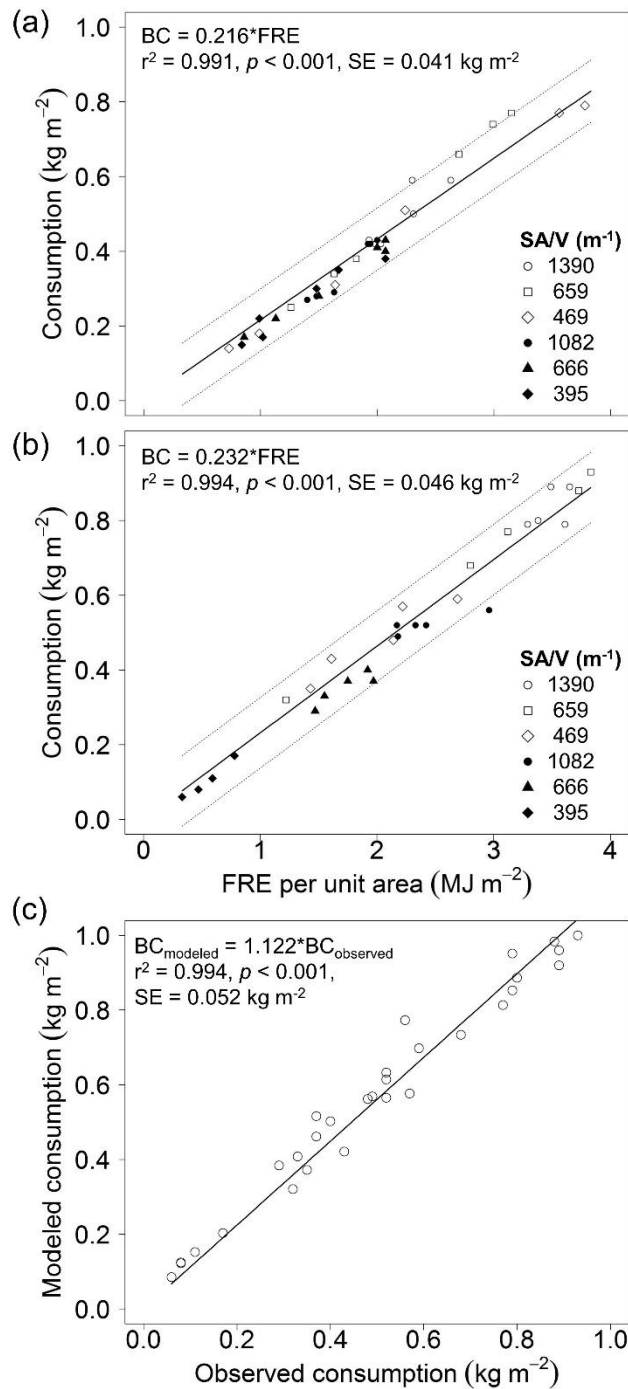 (a)
BC = 0.216*FRE
r² = 0.991, p < 0.001, SE = 0.041 kg m⁻²
Consumption (kg m⁻²)
1.0
0.8
0.6
0.4
0.2
0.0
SA/V (m⁻¹)
1390
659
469
1082
666
395
(b)
BC = 0.232*FRE
r² = 0.994, p < 0.001, SE = 0.046 kg m⁻²
Consumption (kg m⁻²)
1.0
0.8
0.6
0.4
0.2
0.0
SA/V (m⁻¹)
1390
659
469
1082
666
395
0 1 2 3 4
FRE per unit area (MJ m⁻²)
(c)
BCmodeled = 1.122*BCobserved
r² = 0.994, p < 0.001,
SE = 0.052 kg m⁻²
Modeled consumption (kg m⁻²)
1.0
0.8
0.6
0.4
0.2
0.0
0.0 0.2 0.4 0.6 0.8 1.0
Observed consumption (kg m⁻²)